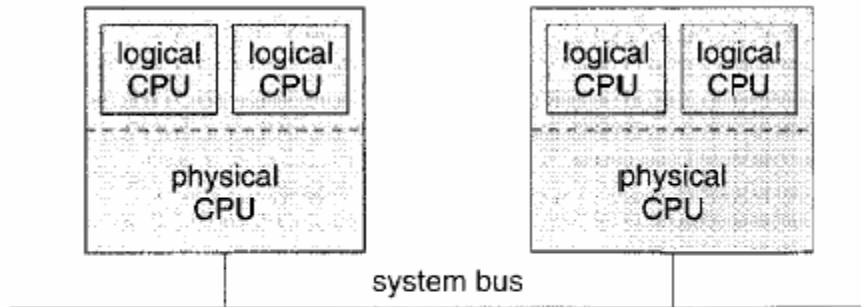 logical
CPU
logical
CPU
physical
CPU
logical
CPU
logical
CPU
physical
CPU
system bus